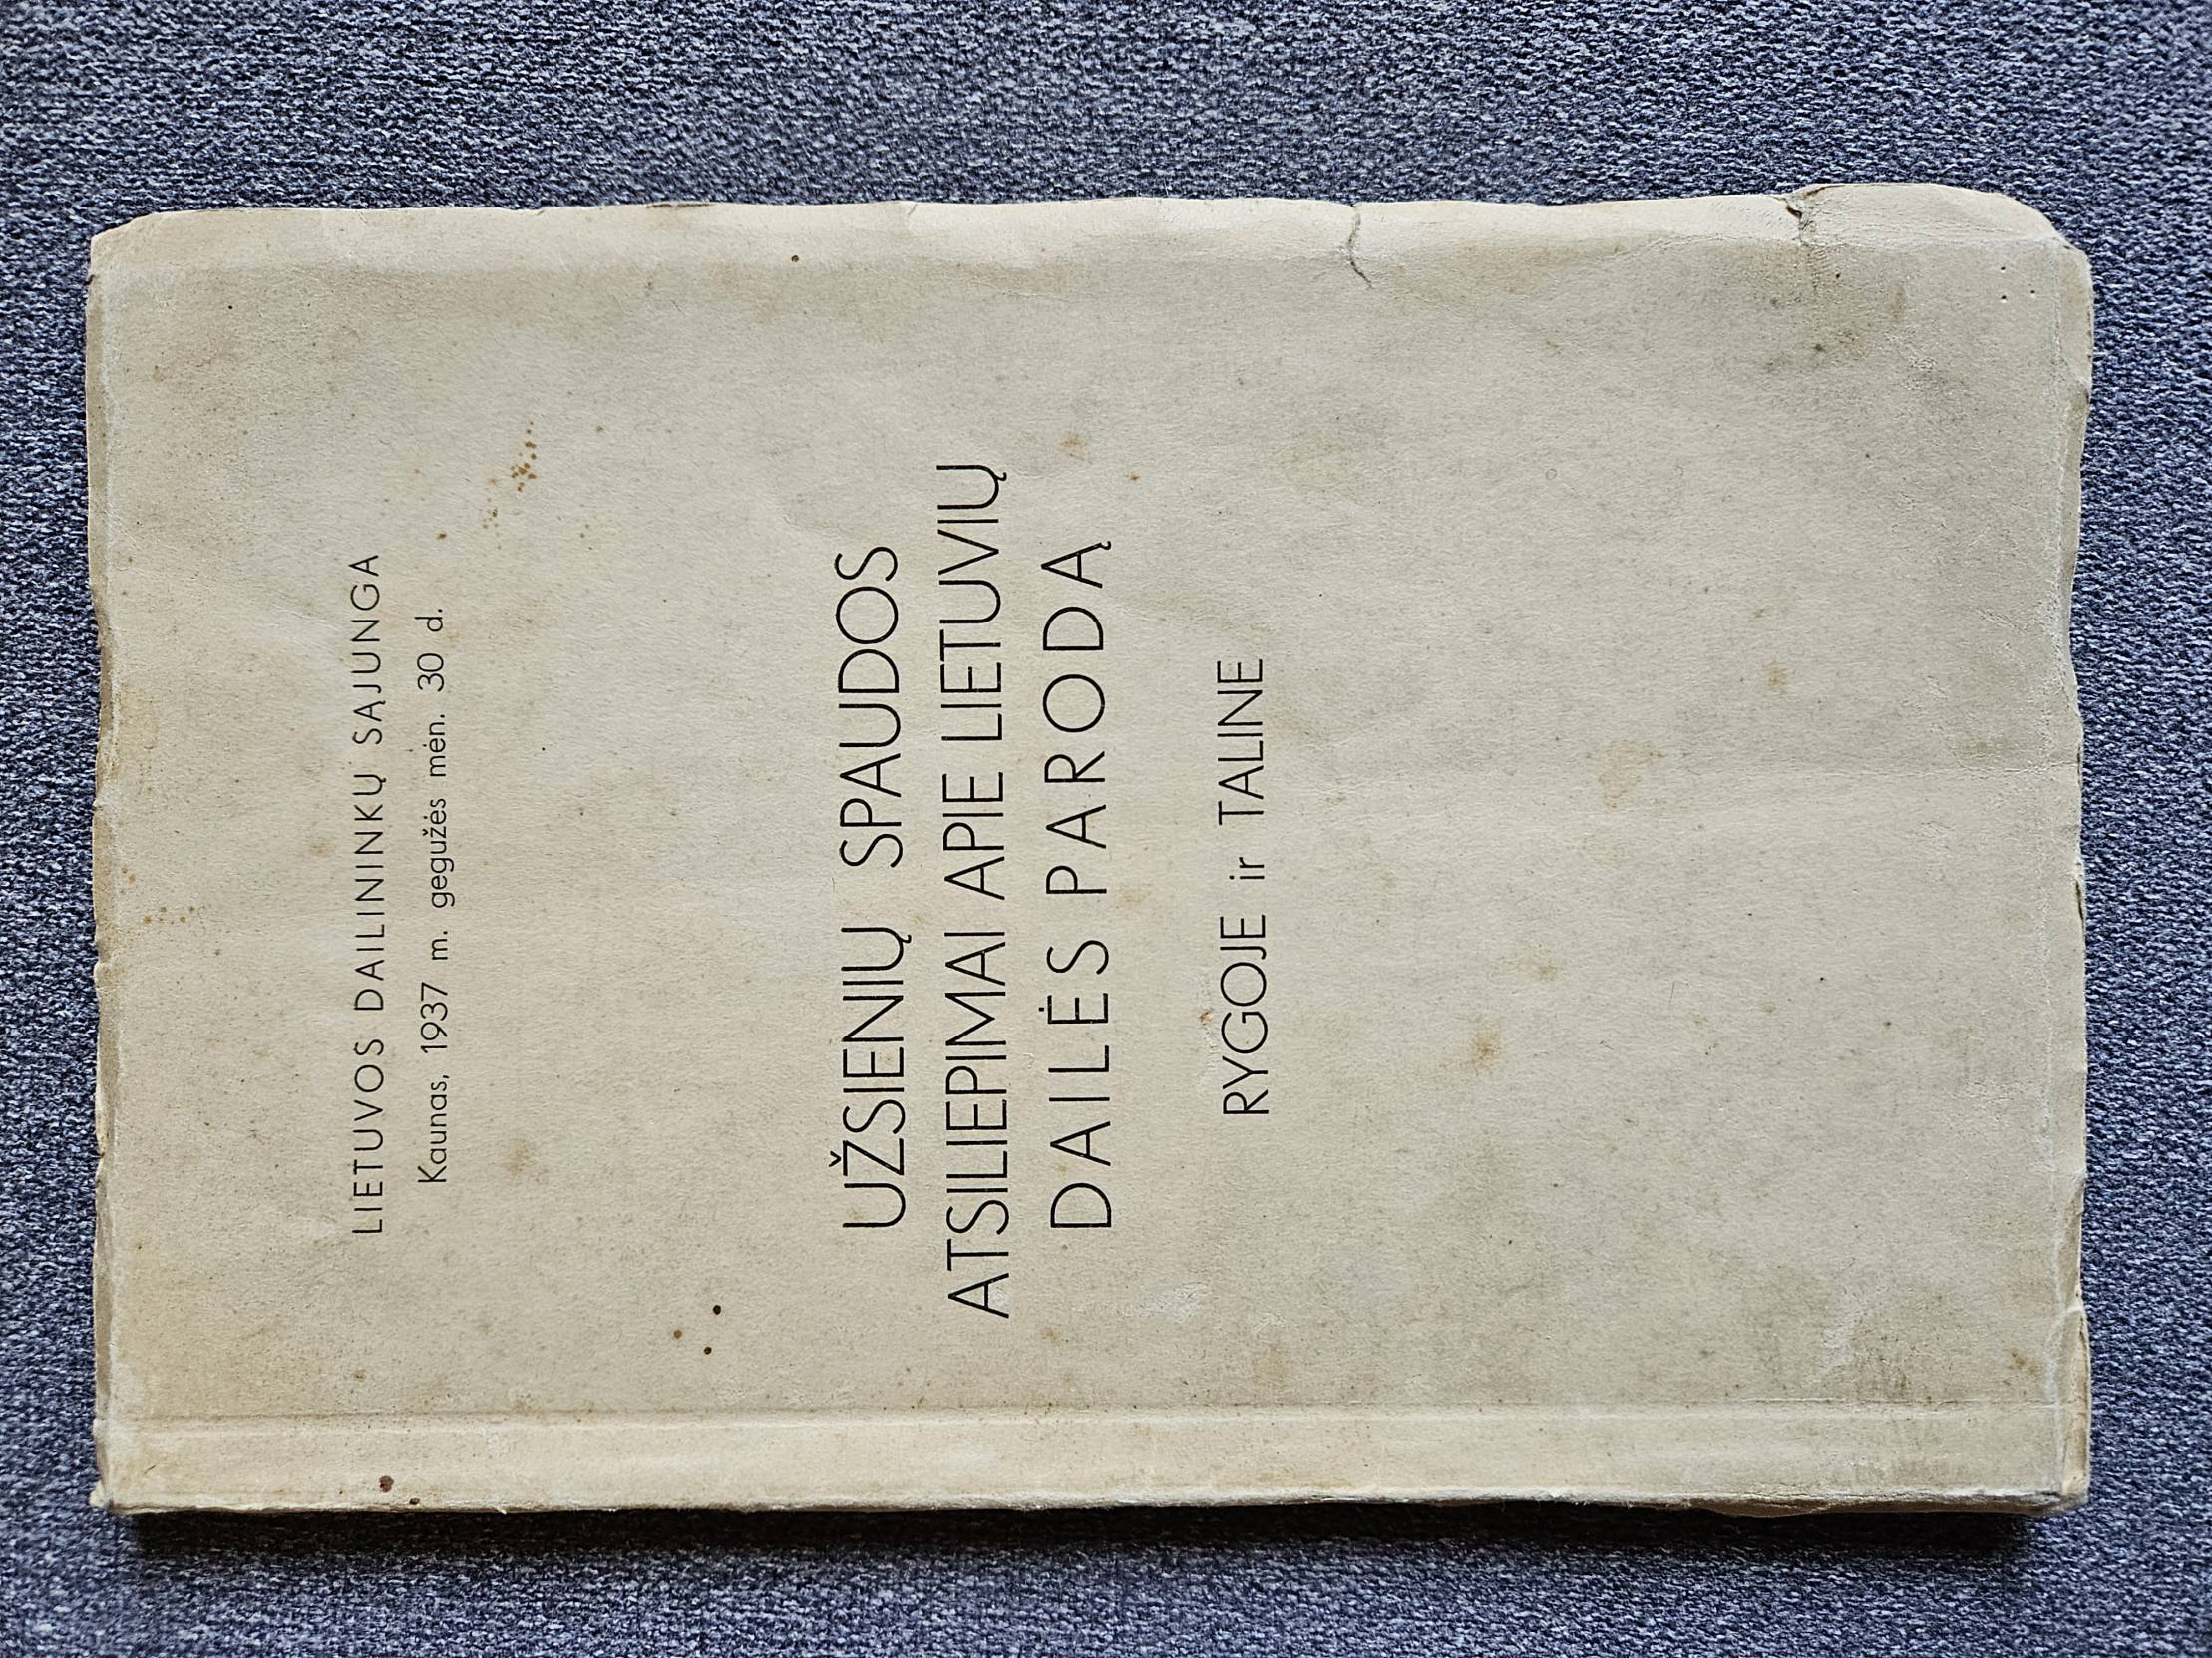 LIETUVOS DAILININKŲ SĄJUNGA
Kaunas, 1937 m. gegužės mėn. 30 d.
UŽSIENIŲ SPAUDOS
ATSILIEPIMAI APIE LIETUVIŲ
DAILĖS PARODĄ
RYGOJE ir TALINE